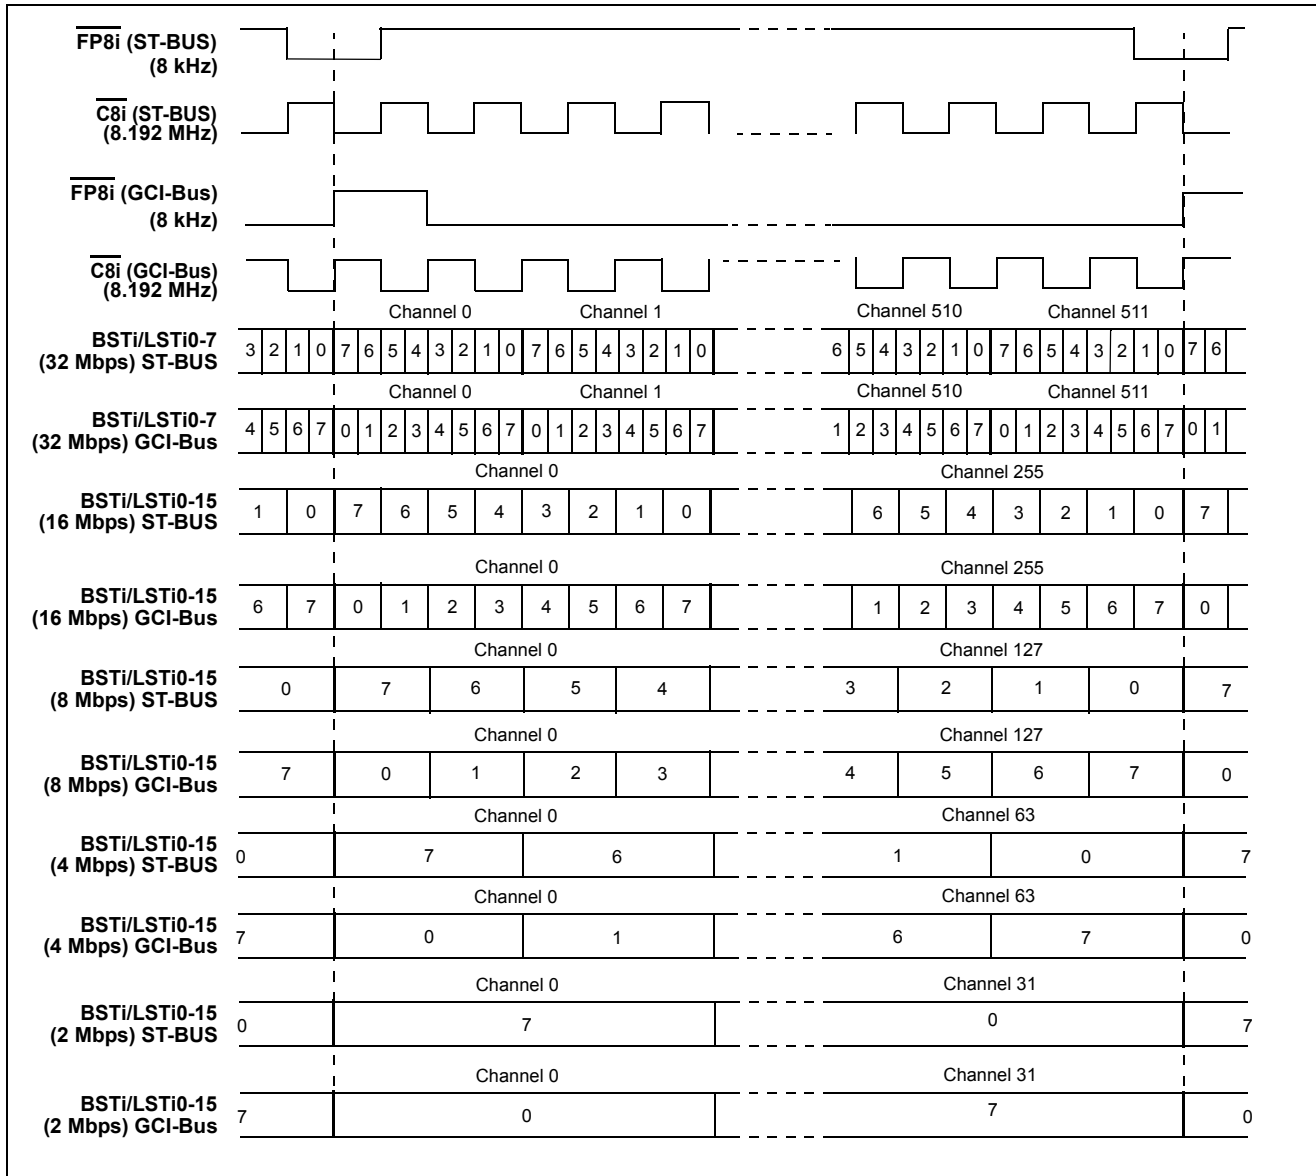 FP8i (ST-BUS)
(8 kHz)
C8i (ST-BUS)
(8.192 MHz)
FP8i (GCI-Bus)
(8 kHz)
C8i (GCI-Bus)
(8.192 MHz)
Channel 0 Channel 1 Channel 510 Channel 511
BSTi/LSTi0-7
(32 Mbps) ST-BUS
3 2 1 0 7 6 5 4 3 2 1 0 7 6 5 4 3 2 1 0 6 5 4 3 2 1 0 7 6 5 4 3 2 1 0 7 6
Channel 0 Channel 1 Channel 510 Channel 511
BSTi/LSTi0-7
(32 Mbps) GCI-Bus
4 5 6 7 0 1 2 3 4 5 6 7 0 1 2 3 4 5 6 7 1 2 3 4 5 6 7 0 1 2 3 4 5 6 7 0 1
Channel 0 Channel 255
BSTi/LSTi0-15
(16 Mbps) ST-BUS
1 0 7 6 5 4 3 2 1 0 6 5 4 3 2 1 0 7
Channel 0 Channel 255
BSTi/LSTi0-15
(16 Mbps) GCI-Bus
6 7 0 1 2 3 4 5 6 7 1 2 3 4 5 6 7 0
Channel 0 Channel 127
BSTi/LSTi0-15
(8 Mbps) ST-BUS
0 7 6 5 4 3 2 1 0 7
Channel 0 Channel 127
BSTi/LSTi0-15
(8 Mbps) GCI-Bus
7 0 1 2 3 4 5 6 7 0
Channel 0 Channel 63
BSTi/LSTi0-15
(4 Mbps) ST-BUS
0 7 6 1 0 7
Channel 0 Channel 63
BSTi/LSTi0-15
(4 Mbps) GCI-Bus
7 0 1 6 7 0
Channel 0 Channel 31
BSTi/LSTi0-15
(2 Mbps) ST-BUS
0 7 0 7
Channel 0 Channel 31
BSTi/LSTi0-15
(2 Mbps) GCI-Bus
7 0 7 0